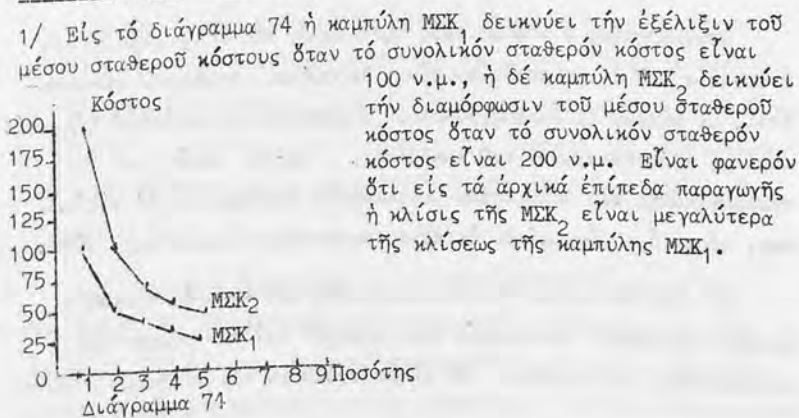 1/ Εἰς τό διάγραμμα 74 ἡ καμπύλη ΜΣΚ1 δεικνύει τήν ἐξέλιξιν τοῦ
μέσου σταθεροῦ κόστους ὅταν τό συνολικόν σταθερόν κόστος εἶναι
100 ν.μ., ἡ δέ καμπύλη ΜΣΚ2 δεικνύει
τήν διαμόρφωσιν τοῦ μέσου σταθεροῦ
κόστος ὅταν τό συνολικόν σταθερόν
κόστος εἶναι 200 ν.μ. Εἶναι φανερόν
ὅτι εἰς τά ἀρχικά ἐπίπεδα παραγωγῆς
ἡ κλίσις τῆς ΜΣΚ2 εἶναι μεγαλύτερα
τῆς κλίσεως τῆς καμπύλης ΜΣΚ1.
Κόστος
200
175
150
125
100
75
50
25
0
ΜΣΚ2
ΜΣΚ1
1 2 3 4 5 6 7 8 9 Ποσότης
Διάγραμμα 74